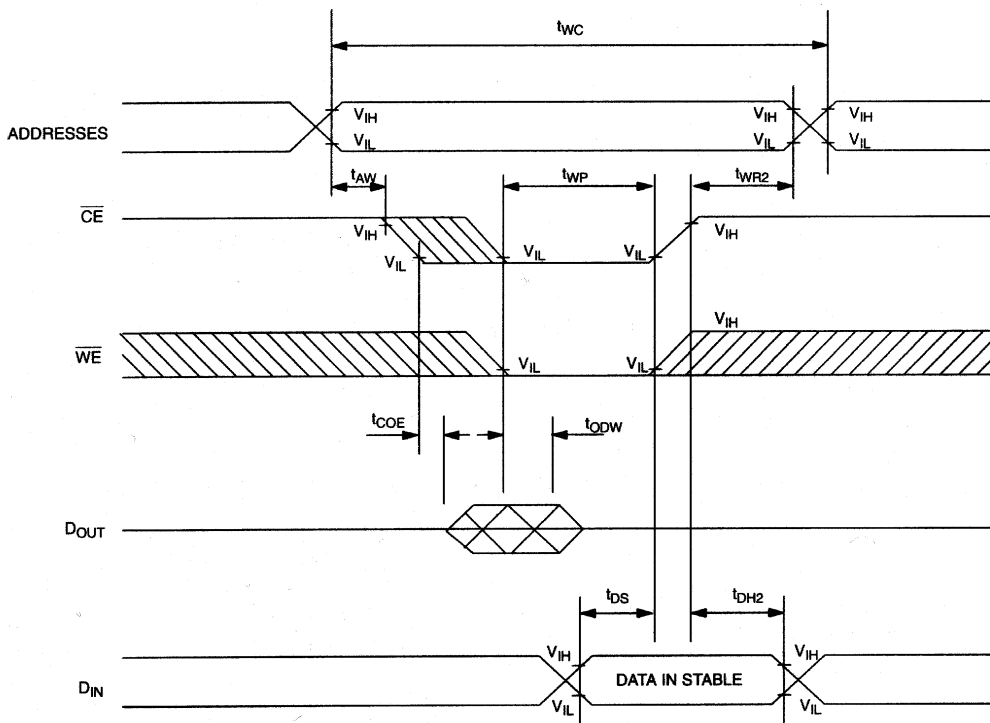 tWC
ADDRESSES
VIH VIH VIH
VIL VIL VIL
tAW tWP tWR2
CE
VIH VIH
VIL VIL VIL
VIH
WE
VIL VIL
tCOE tODW
DOUT
tDS tDH2
VIH VIH
DIN DATA IN STABLE
VIL VIL